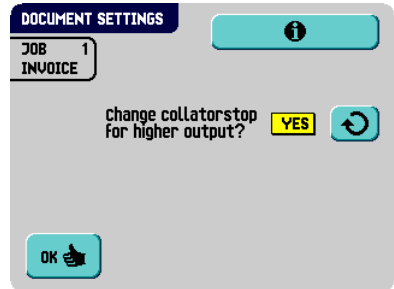 DOCUMENT SETTINGS
JOB 1
INVOICE
Change collatorstop
for higher output?
YES
OK